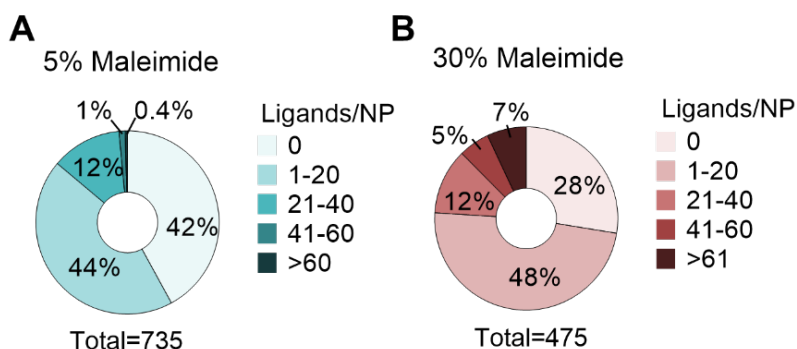 A
5% Maleimide
1%
0.4%
12%
42%
44%
Ligands/NP
0
1-20
21-40
41-60
>60
Total=735
B
30% Maleimide
7%
5%
12%
28%
48%
Ligands/NP
0
1-20
21-40
41-60
>61
Total=475